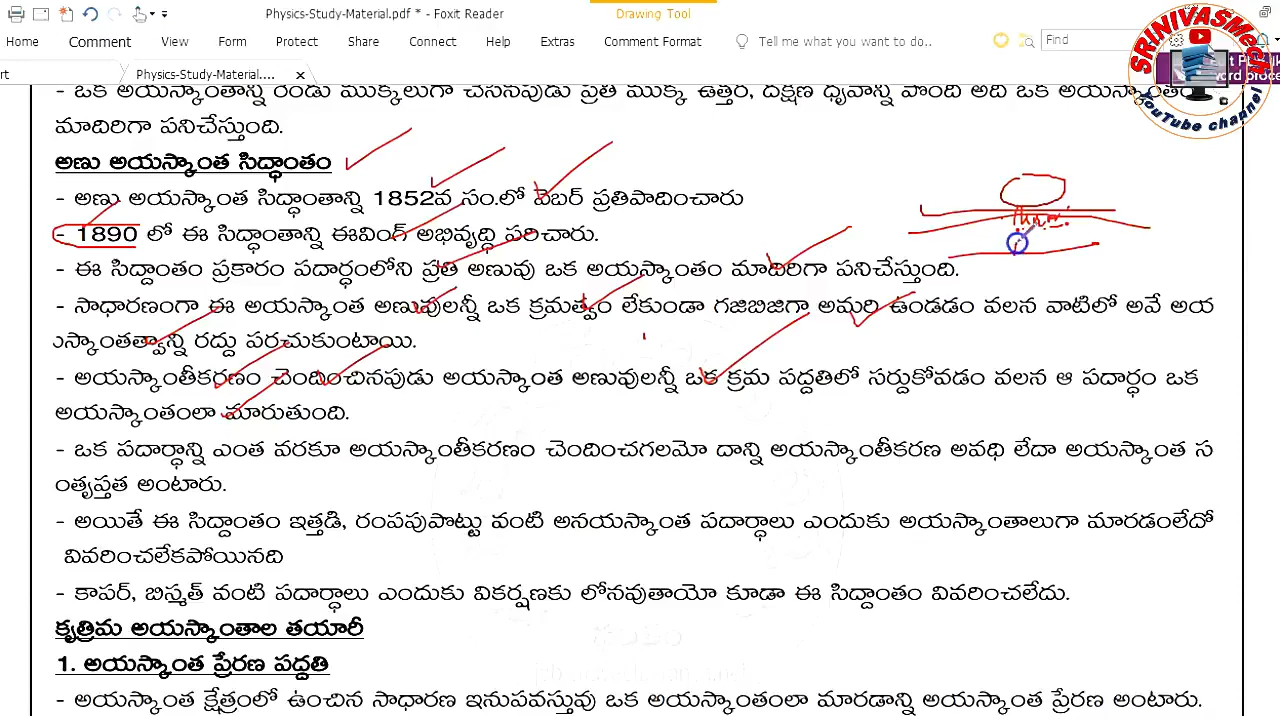 Physics-Study-Material.pdf * - Foxit Reader
Drawing Tool
Home Comment View Form Protect Share Connect Help Extras Comment Format Tell me what you want to do.. Find
rt Physics-Study-Material.... ×
SRINIVASMech
YouTube channel
- ఒక అయస్కాంతాన్ని రెండు ముక్కలుగా చేసినపుడు ప్రతి ముక్క ఉత్తర, దక్షిణ ధృవాన్ని పొంది అది ఒక అయస్కాంతం
మాదిరిగా పనిచేస్తుంది.
అణు అయస్కాంత సిద్ధాంతం
- అణు అయస్కాంత సిద్ధాంతాన్ని 1852వ సం.లో వెబర్ ప్రతిపాదించారు
- 1890 లో ఈ సిద్ధాంతాన్ని ఈవింగ్ అభివృద్ధి పరిచారు.
- ఈ సిద్దాంతం ప్రకారం పదార్థంలోని ప్రతి అణువు ఒక అయస్కాంతం మాదిరిగా పనిచేస్తుంది.
- సాధారణంగా ఈ అయస్కాంత అణువులన్నీ ఒక క్రమత్వం లేకుండా గజిబిజిగా అమరి ఉండడం వలన వాటిలో అవే అయ
స్కాంతత్వాన్ని రద్దు పరచుకుంటాయి.
- అయస్కాంతీకరణం చెందించినపుడు అయస్కాంత అణువులన్నీ ఒక క్రమ పద్దతిలో సర్దుకోవడం వలన ఆ పదార్థం ఒక
అయస్కాంతంలా మారుతుంది.
- ఒక పదార్థాన్ని ఎంత వరకూ అయస్కాంతీకరణం చెందించగలమో దాన్ని అయస్కాంతీకరణ అవధి లేదా అయస్కాంత సం
ంతృప్తత అంటారు.
- అయితే ఈ సిద్దాంతం ఇత్తడి, రంపపుపొట్టు వంటి అనయస్కాంత పదార్థాలు ఎందుకు అయస్కాంతాలుగా మారడంలేదో
వివరించలేకపోయినది
- కాపర్, బిస్మత్ వంటి పదార్థాలు ఎందుకు వికర్షణకు లోనవుతాయో కూడా ఈ సిద్దాంతం వివరించలేదు.
కృత్రిమ అయస్కాంతాల తయారీ
1. అయస్కాంత ప్రేరణ పద్దతి
- అయస్కాంత క్షేత్రంలో ఉంచిన సాధారణ ఇనుపవస్తువు ఒక అయస్కాంతంలా మారడాన్ని అయస్కాంత ప్రేరణ అంటారు.